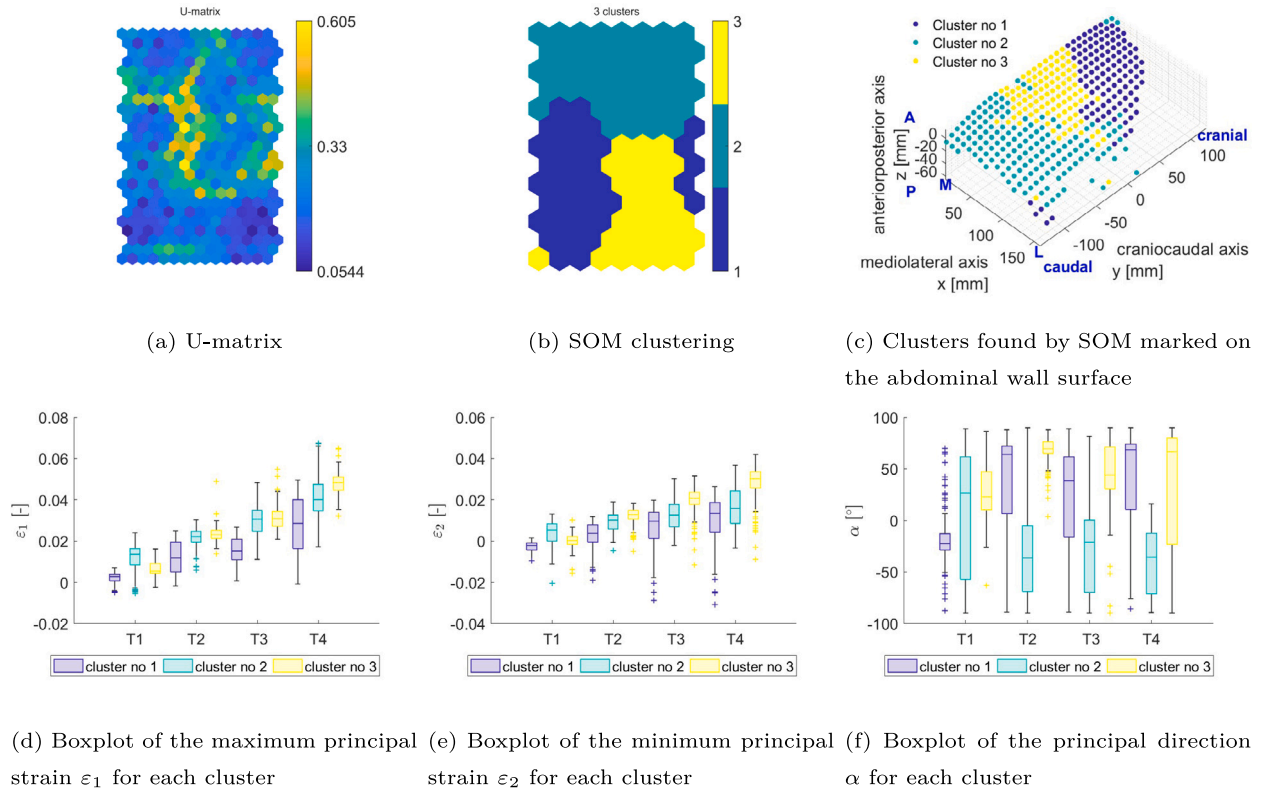 U-matrix
0.605
0.33
0.0544
(a) U-matrix
3 clusters
3
2
1
(b) SOM clustering
Cluster no 1
Cluster no 2
Cluster no 3
anteriorposterior axis
z [mm]
A
P
0
-20
-40
-60
M
50
100
150
mediolateral axis
x [mm]
L
caudal
-100
-50
0
50
100
cranial
craniocaudal axis
y [mm]
(c) Clusters found by SOM marked on
the abdominal wall surface
0.08
0.06
0.04
0.02
0
-0.02
ε1 [-]
T1 T2 T3 T4
cluster no 1 cluster no 2 cluster no 3
(d) Boxplot of the maximum principal
strain ε1 for each cluster
0.06
0.04
0.02
0
-0.02
-0.04
ε2 [-]
T1 T2 T3 T4
cluster no 1 cluster no 2 cluster no 3
(e) Boxplot of the minimum principal
strain ε2 for each cluster
100
50
0
-50
-100
α [°]
T1 T2 T3 T4
cluster no 1 cluster no 2 cluster no 3
(f) Boxplot of the principal direction
α for each cluster